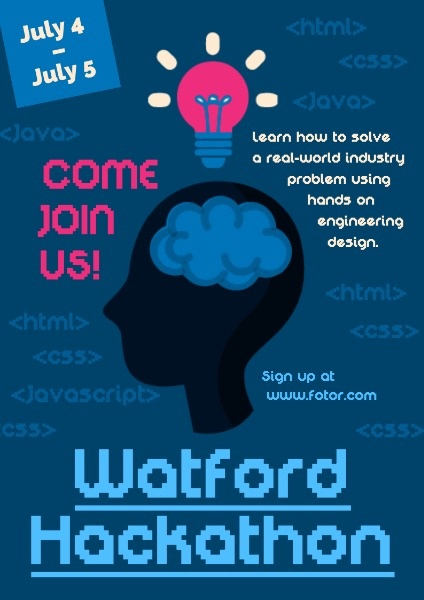 July 4
–
July 5
<html>
<css>
<java>
<java>
Learn how to solve
a real-world industry
problem using
hands on
engineering
design.
COME
JOIN
US!
<html>
<html>
<css>
<css>
<javascript>
Sign up at
www.fotor.com
css>
<css>
Watford
Hackathon